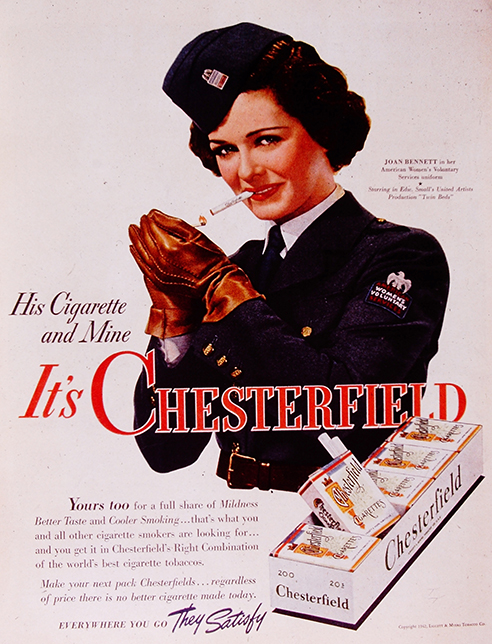 JOAN BENNETT in her
American Women's Voluntary
Services uniform
Starring in Edw. Small's United Artists
Production "Twin Beds"
WOMEN'S
VOLUNTARY
His Cigarette
and Mine
It's CHESTERFIELD
Chesterfield
CIGARETTES
Chesterfield
Chesterfield
200
Chesterfield
Yours too for a full share of Mildness
Better Taste and Cooler Smoking...that's what you
and all other cigarette smokers are looking for...
and you get it in Chesterfield's Right Combination
of the world's best cigarette tobaccos.
Make your next pack Chesterfields...regardless
of price there is no better cigarette made today.
EVERYWHERE YOU GO They Satisfy
Copyright 1942, LIGGETT & MYERS TOBACCO CO.